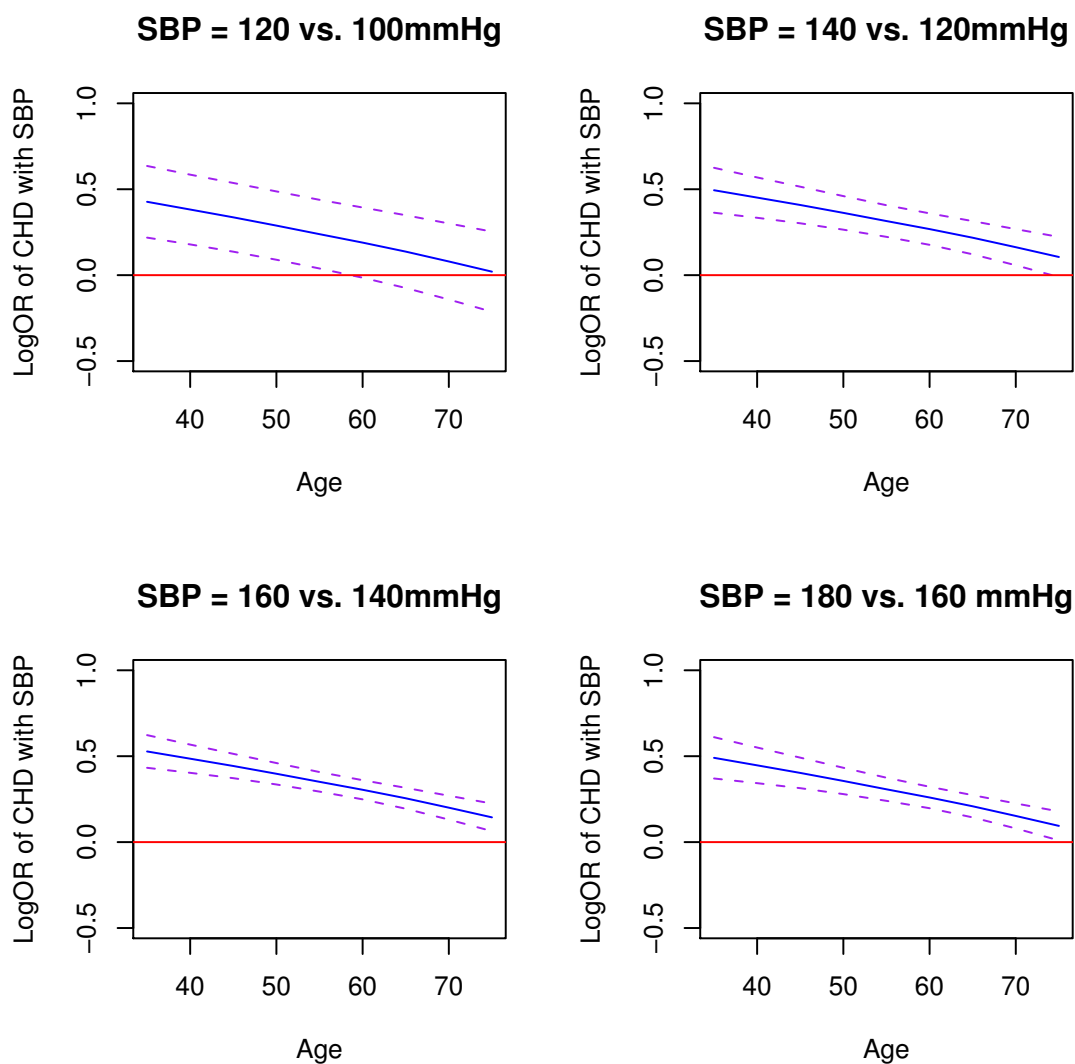 SBP = 120 vs. 100mmHg
LogOR of CHD with SBP
1.0
0.5
0.0
−0.5
40 50 60 70
Age
SBP = 140 vs. 120mmHg
LogOR of CHD with SBP
1.0
0.5
0.0
−0.5
40 50 60 70
Age
SBP = 160 vs. 140mmHg
LogOR of CHD with SBP
1.0
0.5
0.0
−0.5
40 50 60 70
Age
SBP = 180 vs. 160 mmHg
LogOR of CHD with SBP
1.0
0.5
0.0
−0.5
40 50 60 70
Age